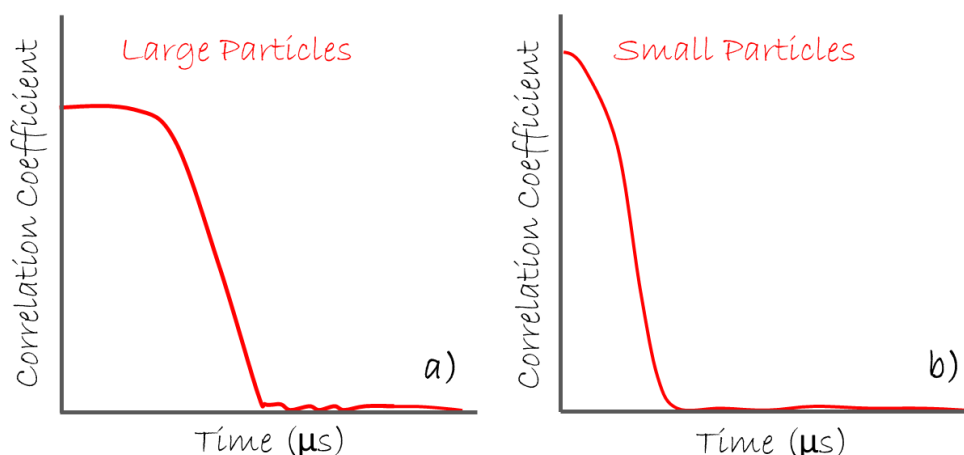 Large Particles
Correlation Coefficient
a)
Time (μs)
Small Particles
Correlation Coefficient
b)
Time (μs)